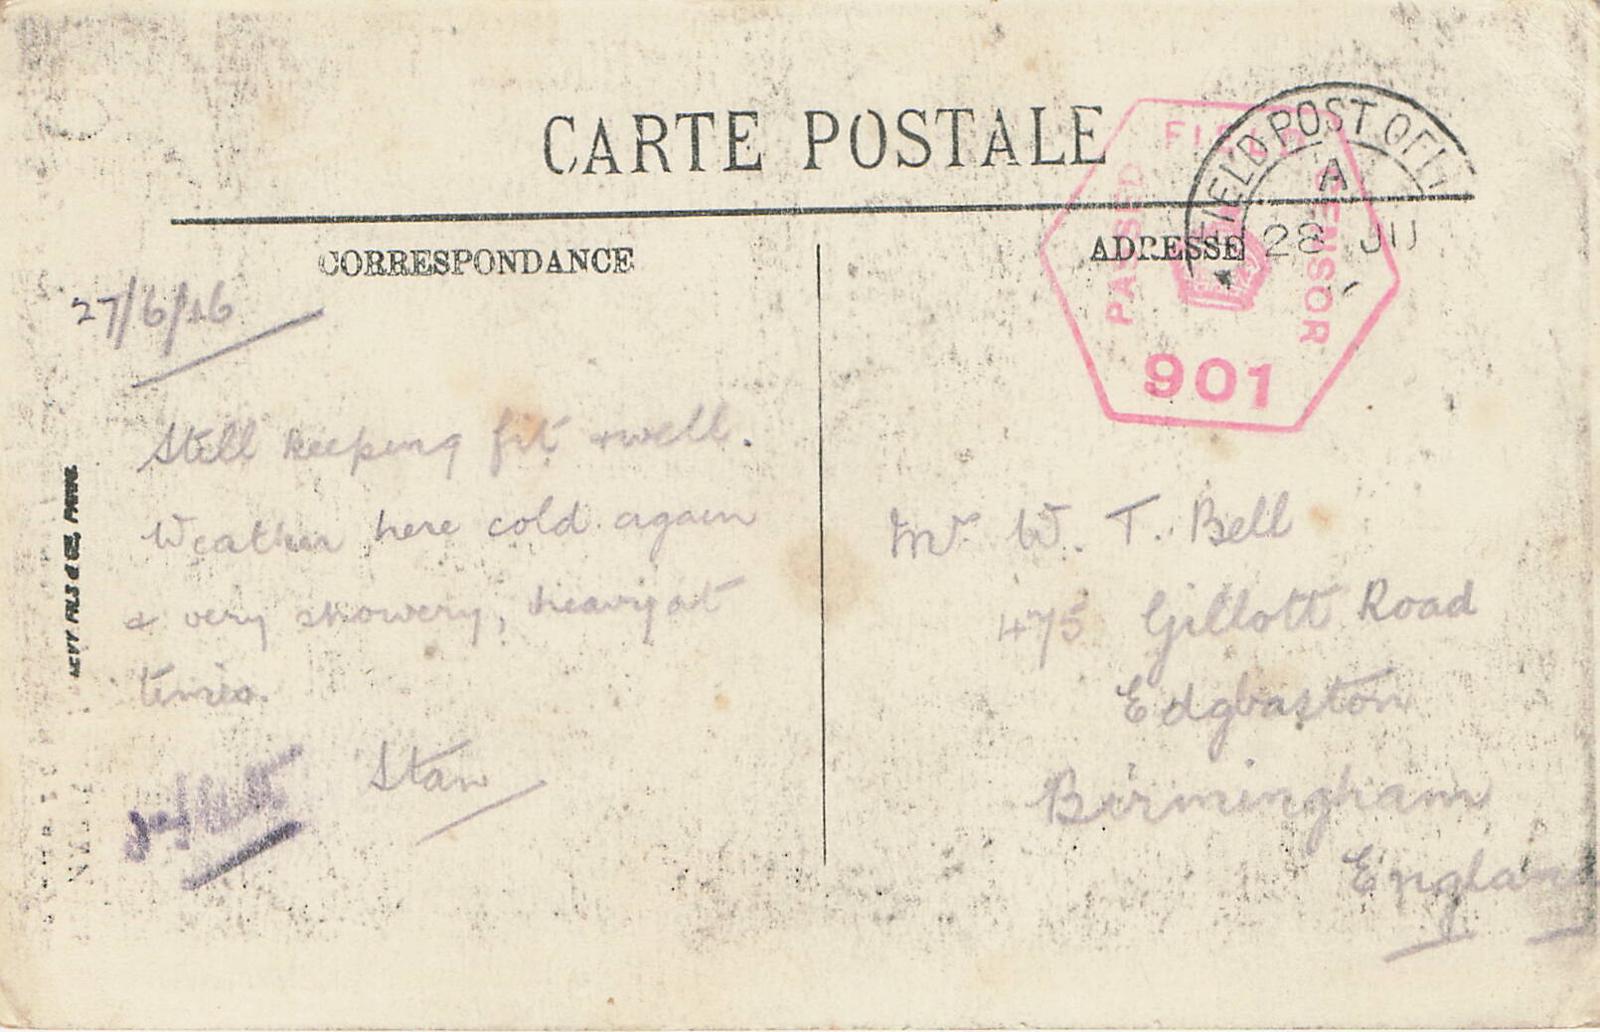 CARTE POSTALE
CORRESPONDANCE
ADRESSE
FIELD POST OFFI
A
28 JU
PASSED FIELD CENSOR
901
27/6/16
Still keeping fit & well.
Weather here cold again
& very showery, heavy at
times.
Stan
Mr W. T. Bell
475 Gillott Road
Edgbaston
Birmingham
England
LEVY FILS & CIE, PARIS